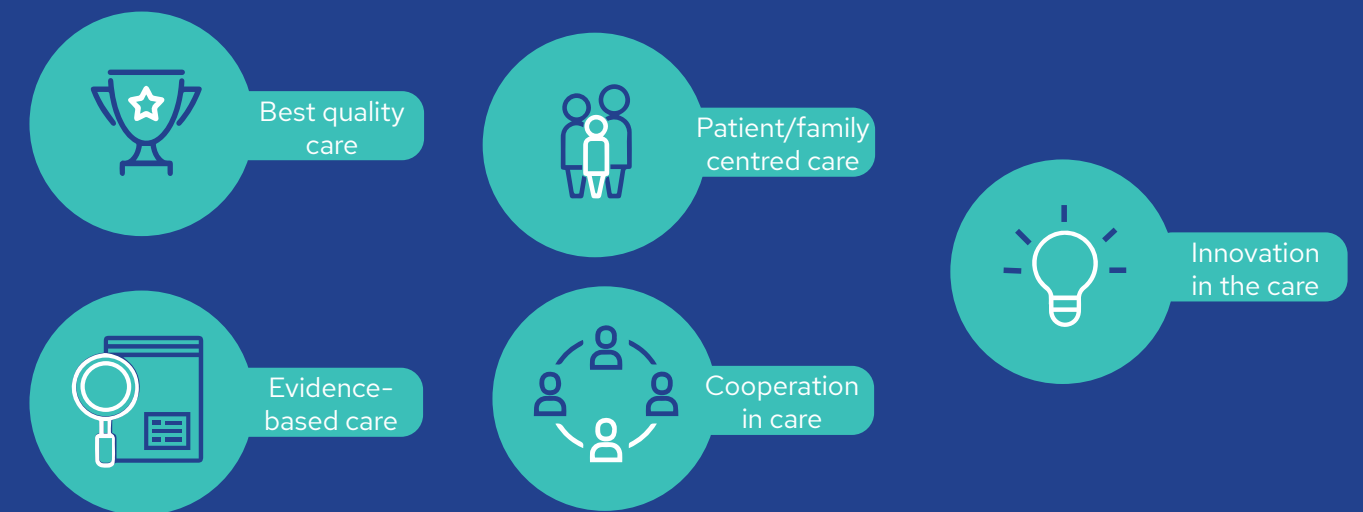 Best quality
care
Patient/family
centred care
Innovation
in the care
Evidence-
based care
Cooperation
in care